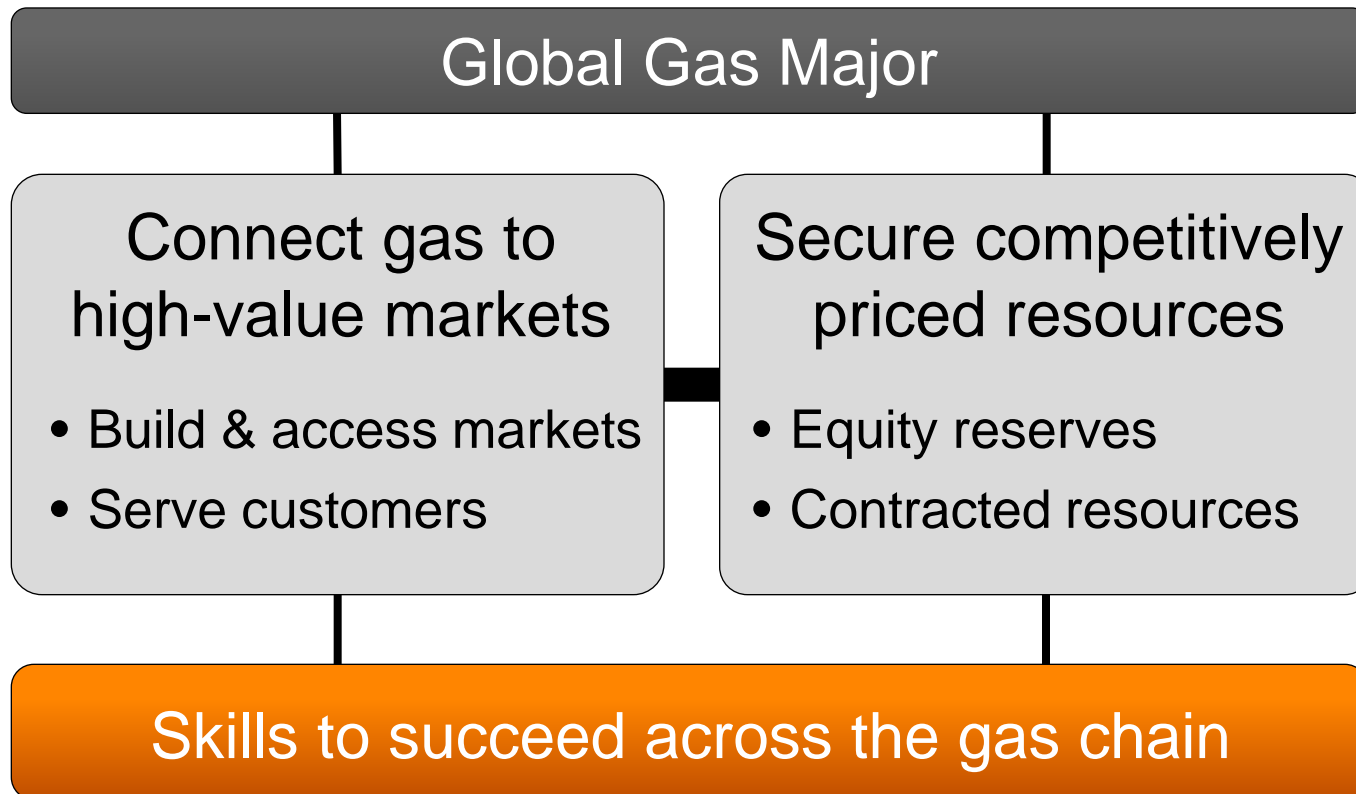 Global Gas Major
Connect gas to
high-value markets
• Build & access markets
• Serve customers
Secure competitively
priced resources
• Equity reserves
• Contracted resources
Skills to succeed across the gas chain